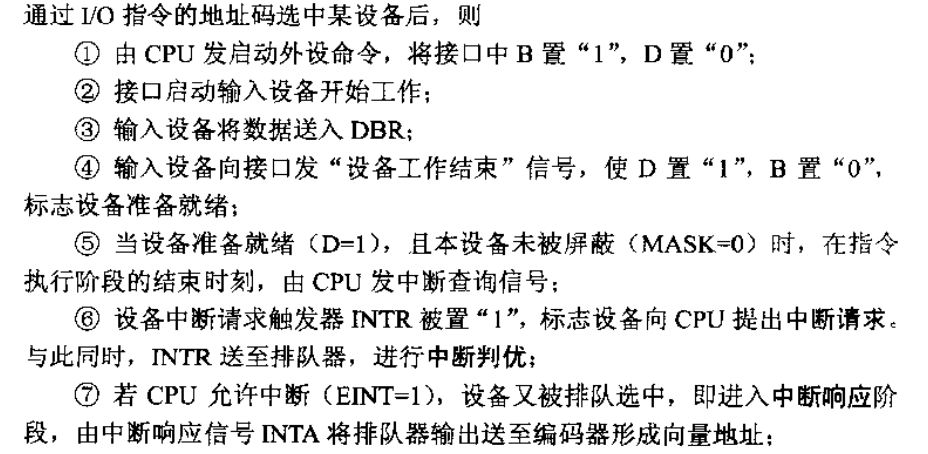 通过 I/O 指令的地址码选中某设备后，则
① 由 CPU 发启动外设命令，将接口中 B 置“1”，D 置“0”；
② 接口启动输入设备开始工作；
③ 输入设备将数据送入 DBR；
④ 输入设备向接口发“设备工作结束”信号，使 D 置“1”，B 置“0”，
标志设备准备就绪；
⑤ 当设备准备就绪（D=1），且本设备未被屏蔽（MASK=0）时，在指令
执行阶段的结束时刻，由 CPU 发中断查询信号；
⑥ 设备中断请求触发器 INTR 被置“1”，标志设备向 CPU 提出中断请求。
与此同时，INTR 送至排队器，进行中断判优；
⑦ 若 CPU 允许中断（EINT=1），设备又被排队选中，即进入中断响应阶
段，由中断响应信号 INTA 将排队器输出送至编码器形成向量地址；